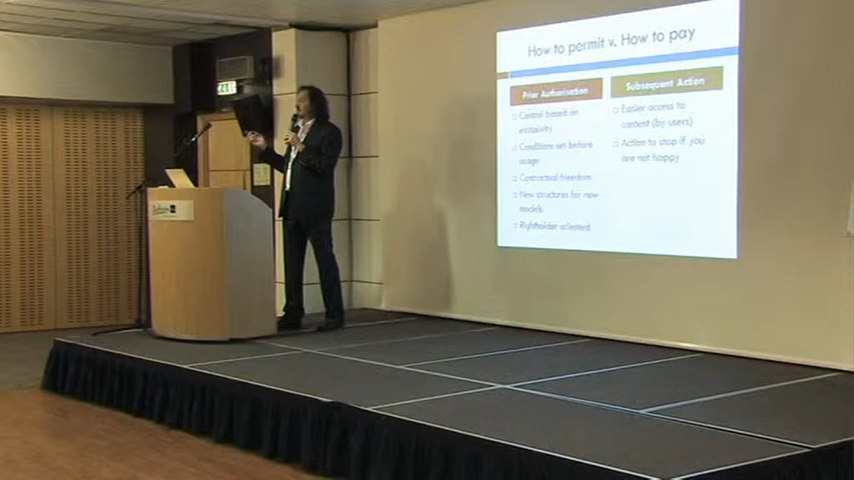 How to permit v. How to pay
Prior Authorisation
Subsequent Action
□ Control based on
exclusivity
□ Conditions set before
usage
□ Contractual freedom
□ New structures for new
models
□ Rightholder oriented
□ Easier access to
content (by users)
□ Action to stop if you
are not happy